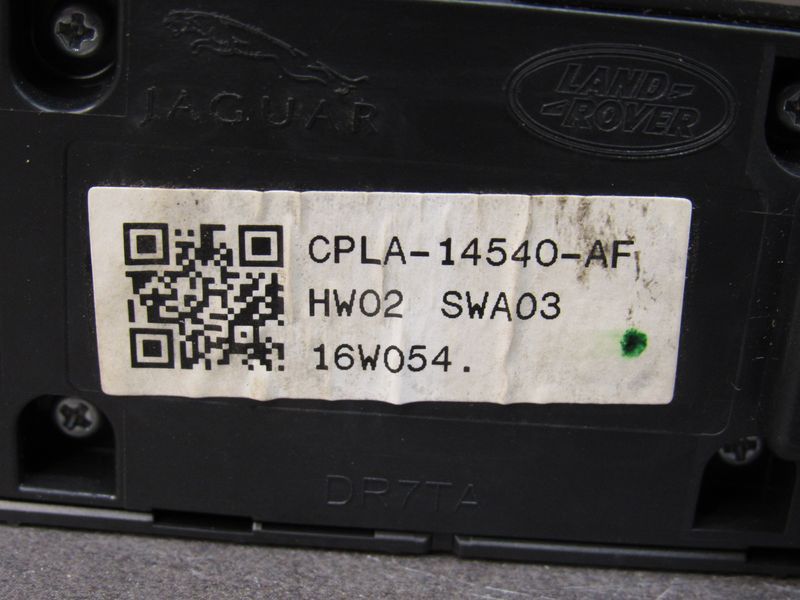 JAGUAR
LAND
ROVER
CPLA-14540-AF
HW02 SWA03
16W054.
DR7TA